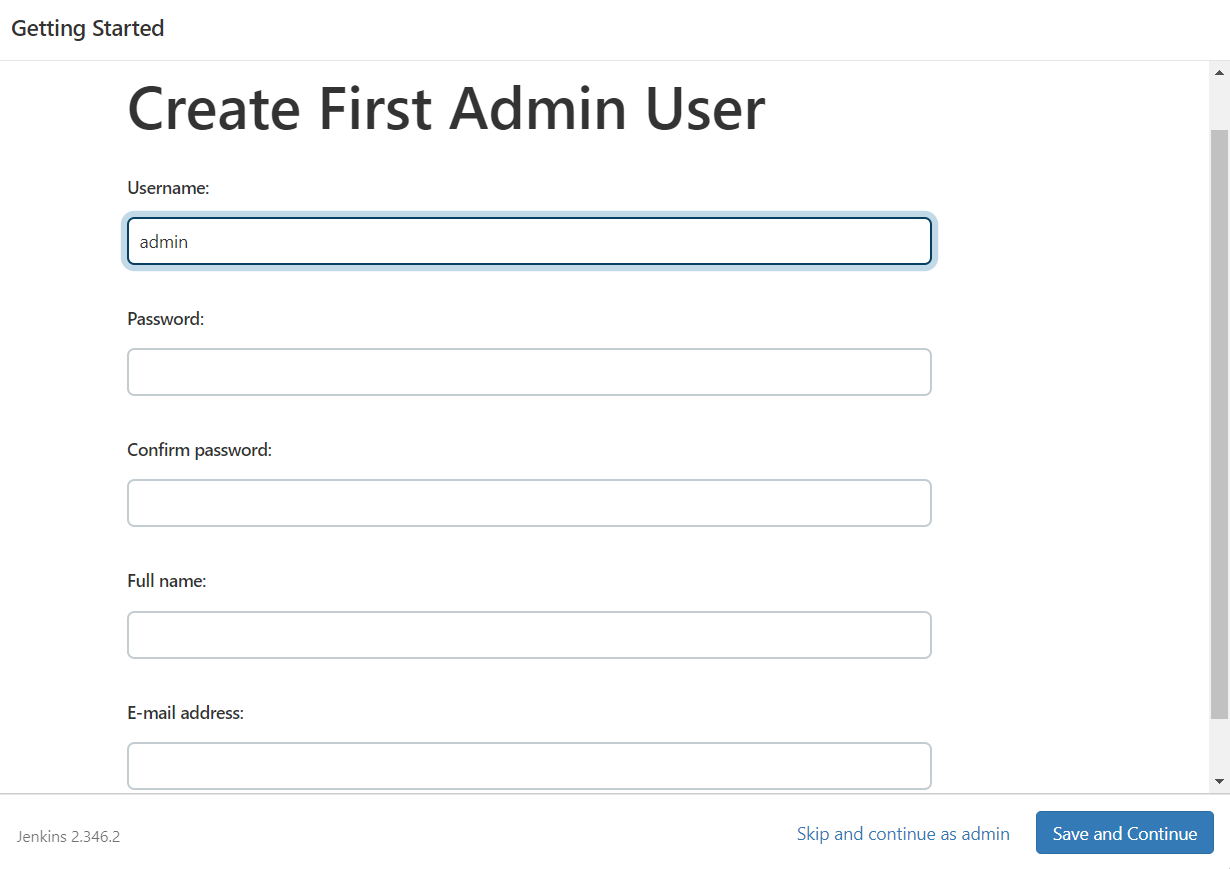 Getting Started
Create First Admin User
Username:
admin
Password:
Confirm password:
Full name:
E-mail address:
Jenkins 2.346.2
Skip and continue as admin
Save and Continue